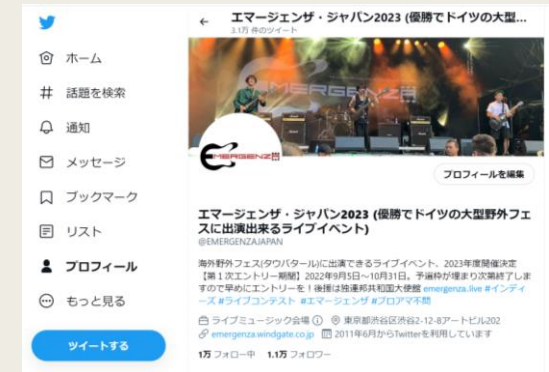 ← エマージェンザ・ジャパン2023 (優勝でドイツの大型...
3.1万 件のツイート
ホーム
# 話題を検索
通知
メッセージ
ブックマーク
リスト
プロフィール
もっと見る
ツイートする
EMERGENZA
EMERGENZA
プロフィールを編集
エマージェンザ・ジャパン2023 (優勝でドイツの大型野外フェ
スに出演出来るライブイベント)
@EMERGENZAJAPAN
海外野外フェス(タウバタール)に出演できるライブイベント、2023年度開催決定
【第１次エントリー期間】2022年9月5日～10月31日。予選枠が埋まり次第終了しま
すので早めにエントリーを！後援は独連邦共和国大使館 emergenza.live #インディ
ーズ #ライブコンテスト #エマージェンザ #プロアマ不問
ライブミュージック会場 東京都渋谷区渋谷2-12-8アートビル202
emergenza.windgate.co.jp 2011年6月からTwitterを利用しています
1万 フォロー中 1.1万 フォロワー